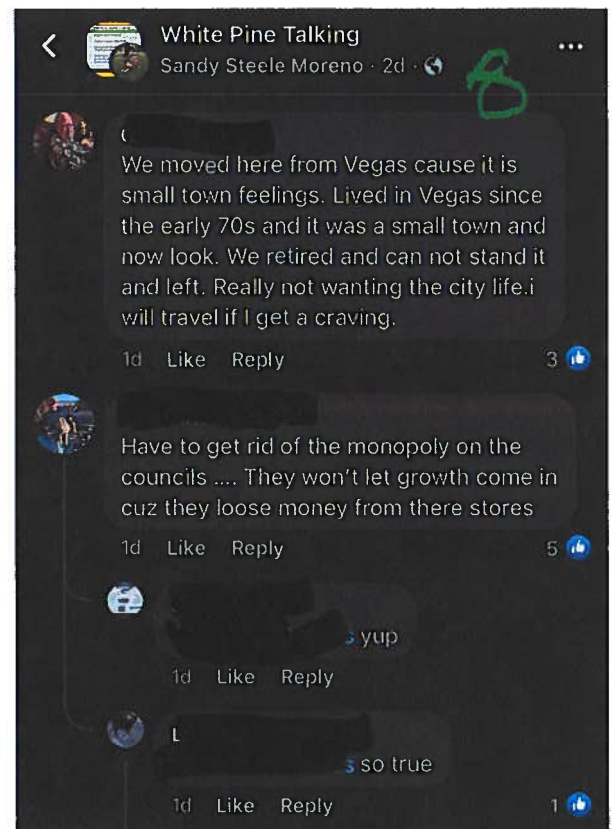 White Pine Talking
Sandy Steele Moreno · 2d ·
8
(
We moved here from Vegas cause it is
small town feelings. Lived in Vegas since
the early 70s and it was a small town and
now look. We retired and can not stand it
and left. Really not wanting the city life.i
will travel if I get a craving.
1d Like Reply 3
Have to get rid of the monopoly on the
councils .... They won't let growth come in
cuz they loose money from there stores
1d Like Reply 5
s yup
1d Like Reply
L
s so true
1d Like Reply 1